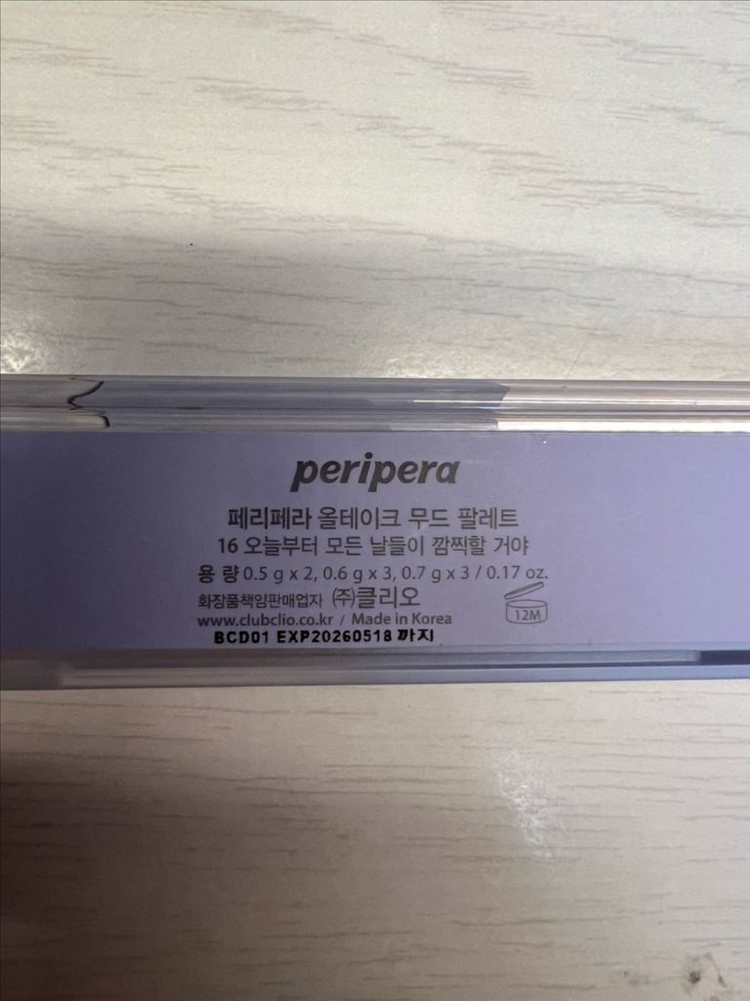 peripera
페리페라 올테이크 무드 팔레트
16 오늘부터 모든 날들이 깜찍할 거야
용 량 0.5 g x 2, 0.6 g x 3, 0.7 g x 3 / 0.17 oz.
화장품책임판매업자 (주)클리오
www.clubclio.co.kr / Made in Korea
12M
BCD01 EXP20260518 까지